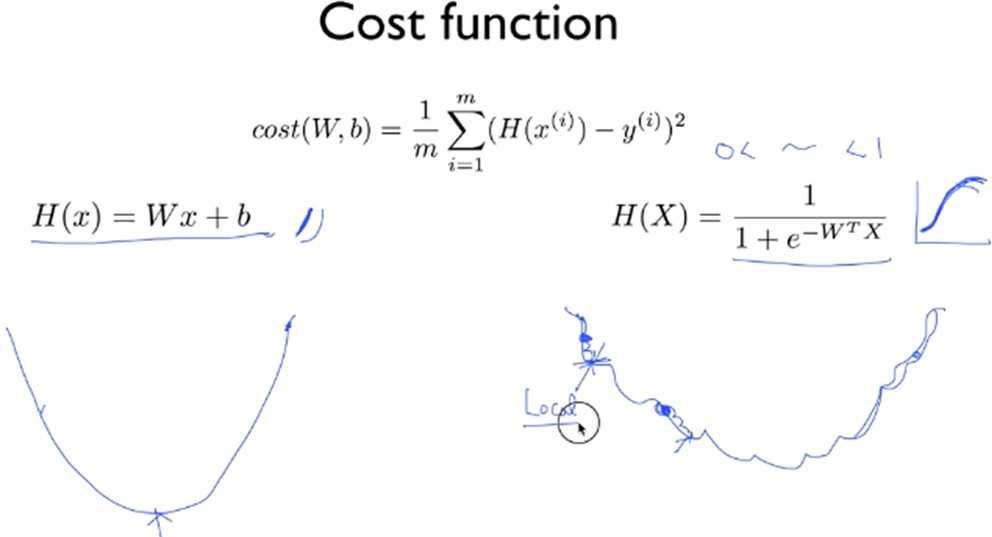 Cost function
cost(W, b) = \frac{1}{m} \sum_{i=1}^{m} (H(x^{(i)}) - y^{(i)})^2
0< ~ <1
H(x) = Wx + b
H(X) = \frac{1}{1 + e^{-W^T X}}
Local